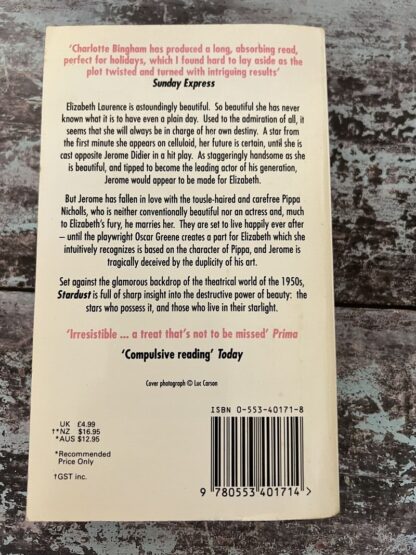 ‘Charlotte Bingham has produced a long, absorbing read,
perfect for holidays, which I found hard to lay aside as the
plot twisted and turned with intriguing results’
Sunday Express
Elizabeth Laurence is astoundingly beautiful. So beautiful she has never
known what it is to have even a plain day. Used to the admiration of all, it
seems that she will always be in charge of her own destiny. A star from
the first minute she appears on celluloid, her future is certain, until she is
cast opposite Jerome Didier in a hit play. As staggeringly handsome as she
is beautiful, and tipped to become the leading actor of his generation,
Jerome would appear to be made for Elizabeth.
But Jerome has fallen in love with the tousle-haired and carefree Pippa
Nicholls, who is neither conventionally beautiful nor an actress and, much
to Elizabeth's fury, he marries her. They are set to live happily ever after
– until the playwright Oscar Greene creates a part for Elizabeth which she
intuitively recognizes is based on the character of Pippa, and Jerome is
tragically deceived by the duplicity of his art.
Set against the glamorous backdrop of the theatrical world of the 1950s,
Stardust is full of sharp insight into the destructive power of beauty: the
stars who possess it, and those who live in their starlight.
‘Irresistible ... a treat that's not to be missed’ Prima
‘Compulsive reading’ Today
Cover photograph © Luc Carson
UK £4.99
†*NZ $16.95
*AUS $12.95
*Recommended
Price Only
†GST inc.
ISBN 0-553-40171-8
9 780553 401714 >